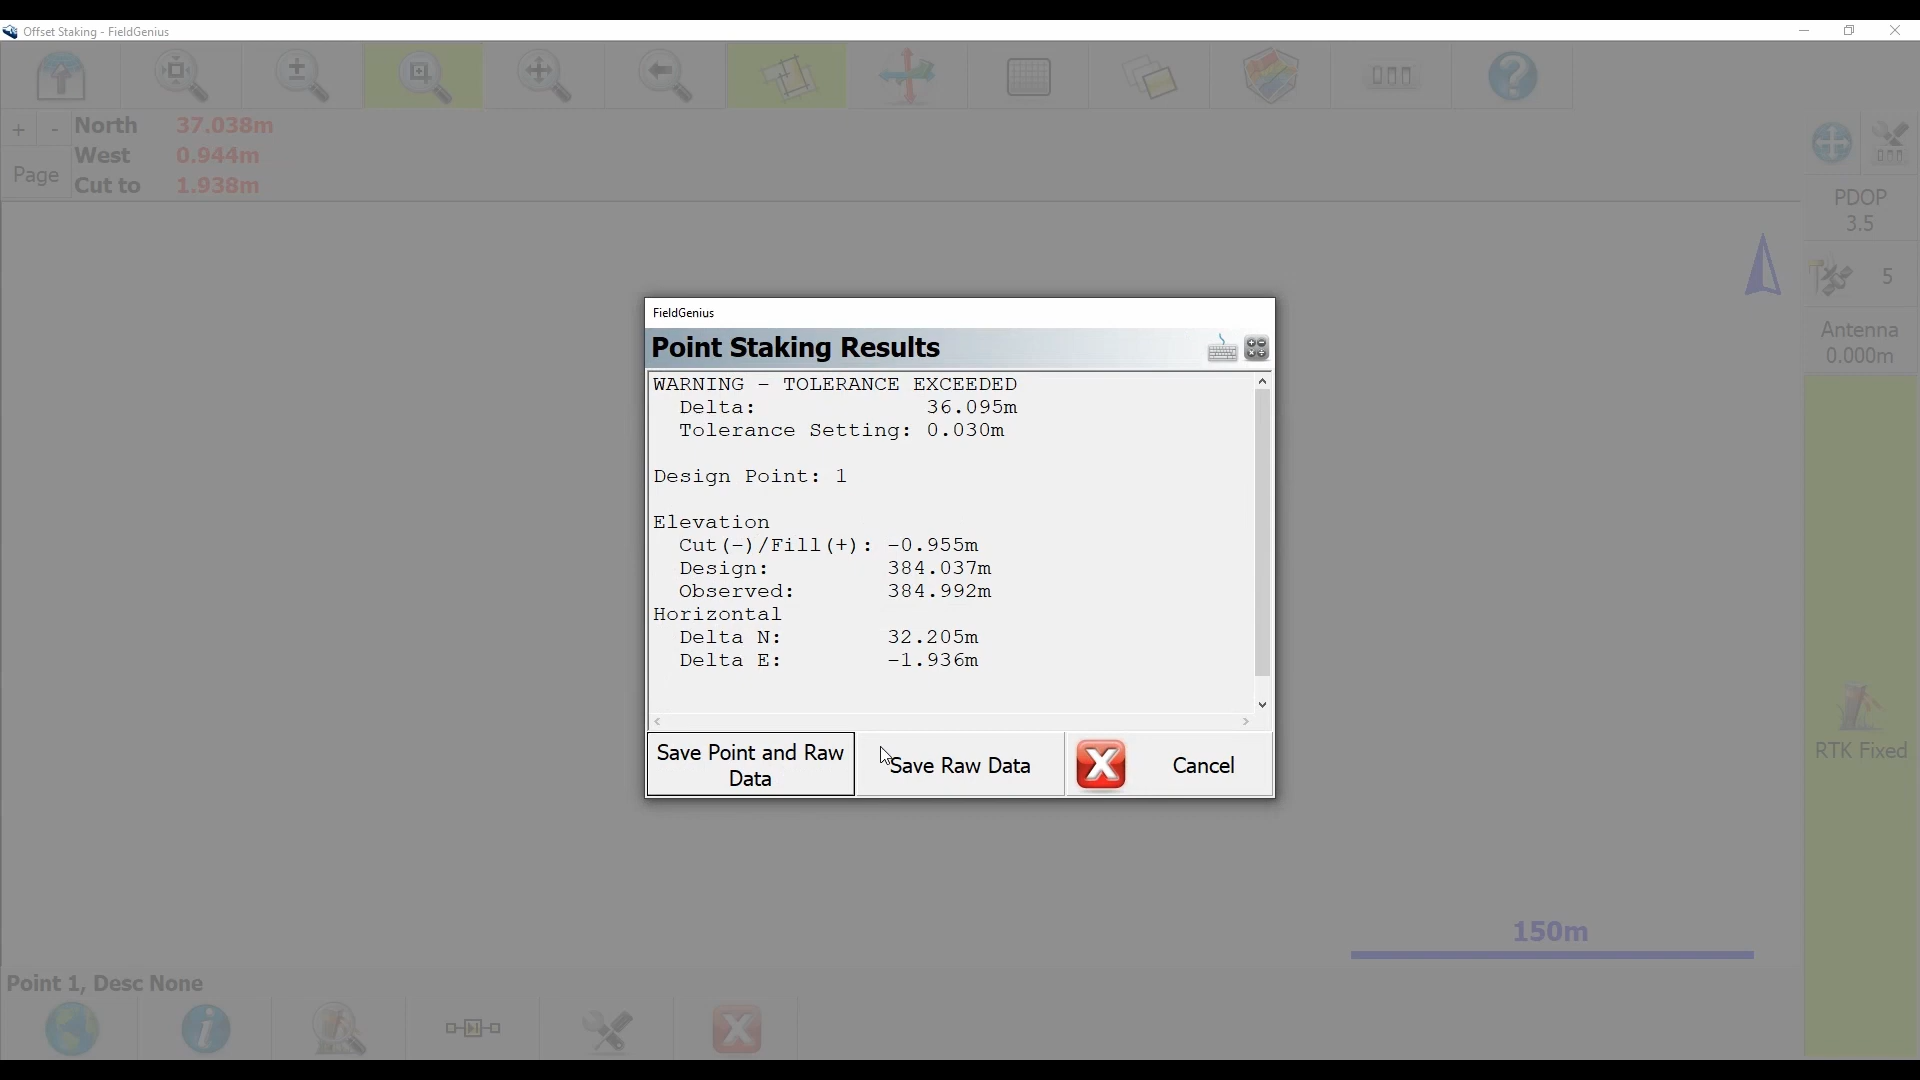 Offset Staking - FieldGenius
+ - North 37.038m
West 0.944m
Page
Cut to 1.938m
PDOP
3.5
5
Antenna
0.000m
FieldGenius
Point Staking Results
WARNING - TOLERANCE EXCEEDED
Delta: 36.095m
Tolerance Setting: 0.030m
Design Point: 1
Elevation
Cut(-)/Fill(+): -0.955m
Design: 384.037m
Observed: 384.992m
Horizontal
Delta N: 32.205m
Delta E: -1.936m
Save Point and Raw
Data
Save Raw Data
Cancel
RTK Fixed
150m
Point 1, Desc None